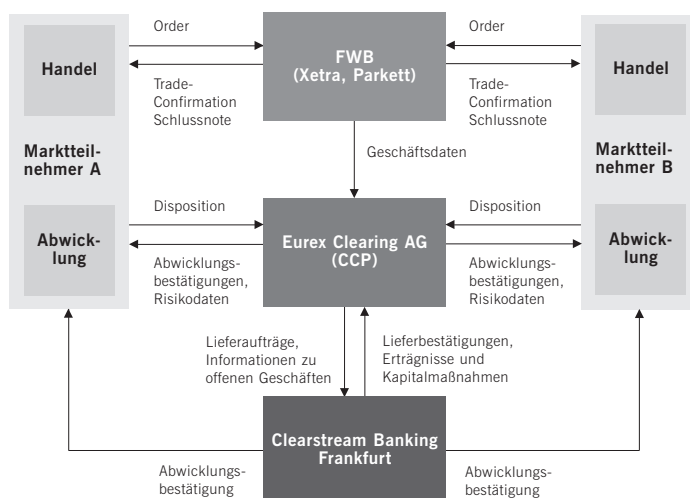 Order
Order
Handel
FWB
(Xetra, Parkett)
Handel
Trade-
Confirmation
Schlussnote
Trade-
Confirmation
Schlussnote
Marktteil-
nehmer A
Geschäftsdaten
Marktteil-
nehmer B
Disposition
Disposition
Abwick-
lung
Eurex Clearing AG
(CCP)
Abwick-
lung
Abwicklungs-
bestätigungen,
Risikodaten
Abwicklungs-
bestätigungen,
Risikodaten
Lieferaufträge,
Informationen zu
offenen Geschäften
Lieferbestätigungen,
Erträgnisse und
Kapitalmaßnahmen
Clearstream Banking
Frankfurt
Abwicklungs-
bestätigung
Abwicklungs-
bestätigung